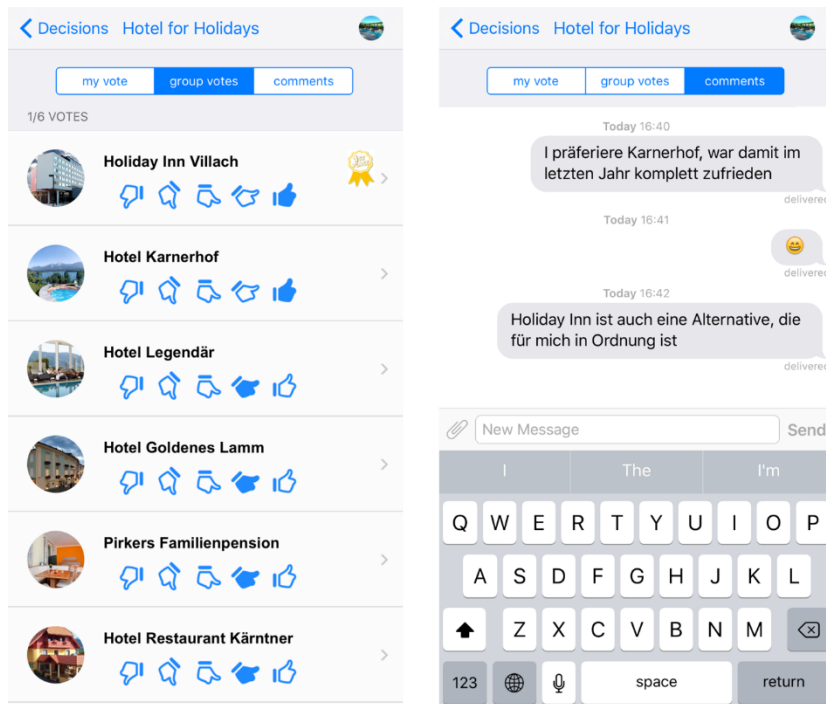 Decisions Hotel for Holidays
my vote group votes comments
1/6 VOTES
Holiday Inn Villach
Hotel Karnerhof
Hotel Legendär
Hotel Goldenes Lamm
Pirkers Familienpension
Hotel Restaurant Kärntner
Decisions Hotel for Holidays
my vote group votes comments
Today 16:40
I präferiere Karnerhof, war damit im
letzten Jahr komplett zufrieden
delivered
Today 16:41
😄
delivered
Today 16:42
Holiday Inn ist auch eine Alternative, die
für mich in Ordnung ist
delivered
New Message Send
I The I'm
Q W E R T Y U I O P
A S D F G H J K L
Z X C V B N M
123 space return